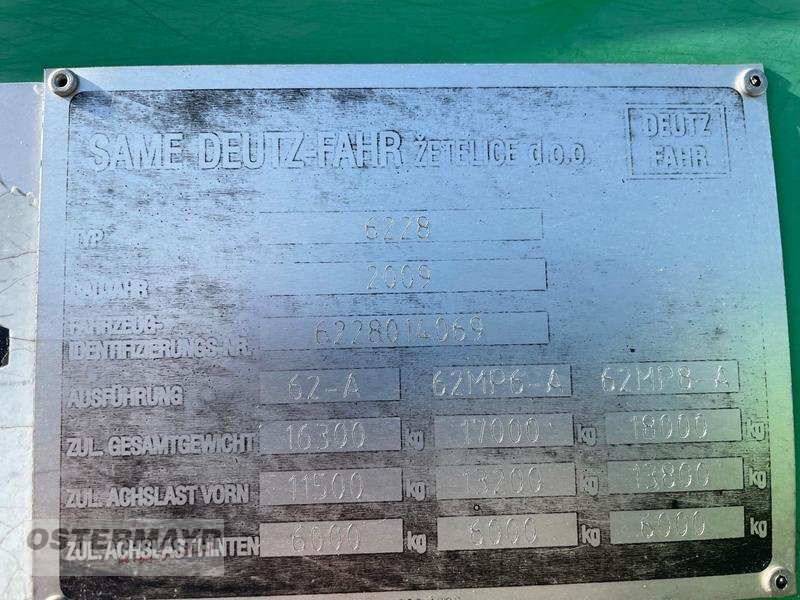 SAME DEUTZ-FAHR ŽETELICE d.o.o.
DEUTZ
FAHR
TYP 6228
BAUJAHR 2009
FAHRZEUG-
IDENTIFIZIERUNGS-NR. 6228014069
AUSFÜHRUNG 62-A 62MP6-A 62MP8-A
ZUL. GESAMTGEWICHT 16300 kg 17000 kg 18000 kg
ZUL. ACHSLAST VORN 11500 kg 13200 kg 13800 kg
ZUL. ACHSLAST HINTEN 6000 kg 6000 kg 6000 kg
OSTERMAYR